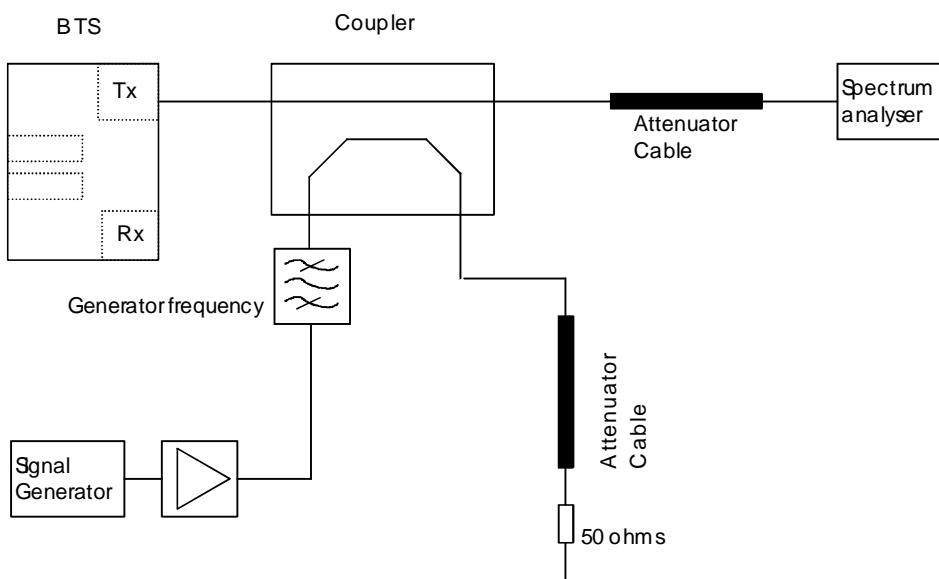 BTS
Coupler
Tx
Spectrum
analyser
Attenuator
Cable
Rx
Generator frequency
Attenuator
Cable
Signal
Generator
50 ohms